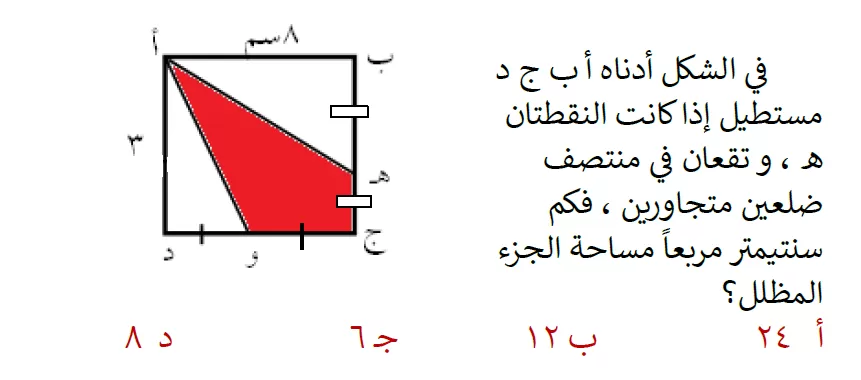 في الشكل أدناه أ ب ج د
مستطيل إذا كانت النقطتان
هـ ، و تقعان في منتصف
ضلعين متجاورين ، فكم
سنتيمتر مربعاً مساحة الجزء
المظلل؟
أ
٨سم
ب
٣
هـ
د
و
ج
أ ٢٤ ب ١٢ جـ ٦ د ٨